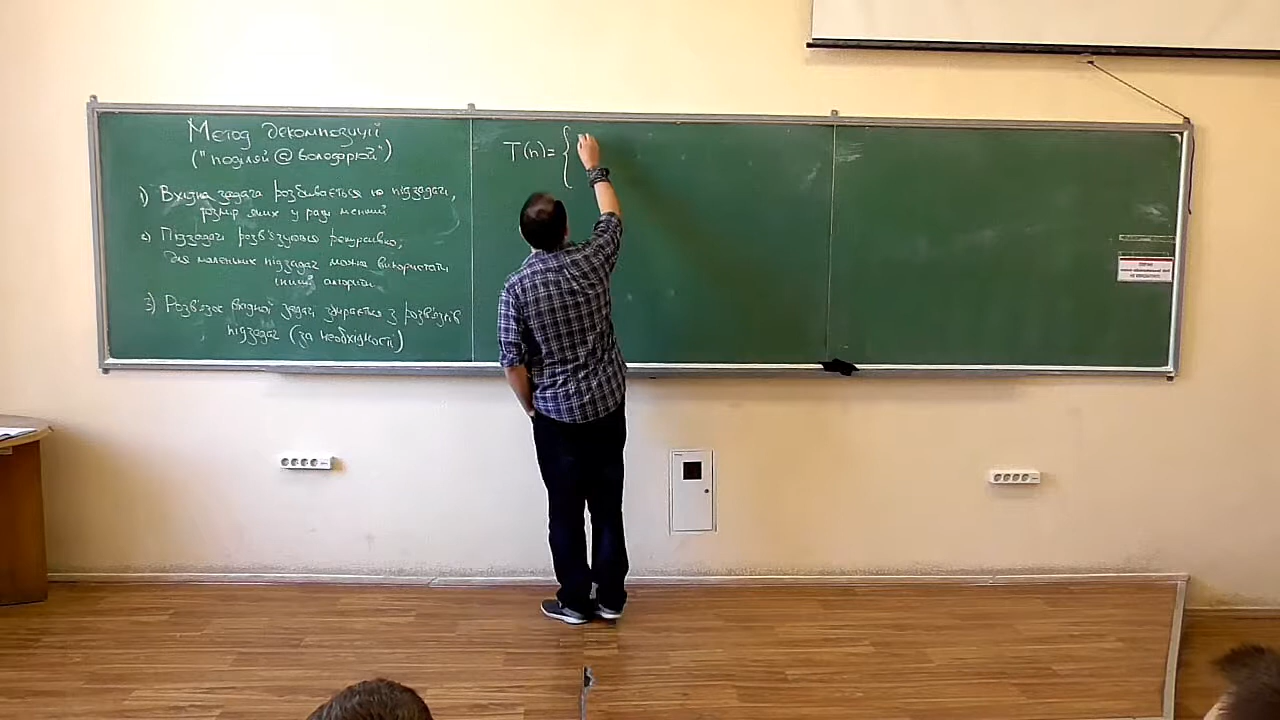 Метод декомпозиції
("поділяй @ володарюй")
1) Вхідна задача розбивається на підзадачі,
розмір яких у рази менший
2) Підзадачі розв'язуються рекурсивно;
для маленьких підзадач можна використати
інший алгоритм
3) Розв'язок вхідної задачі збирається з розв'язків
підзадач (за необхідності)
T(n)= {